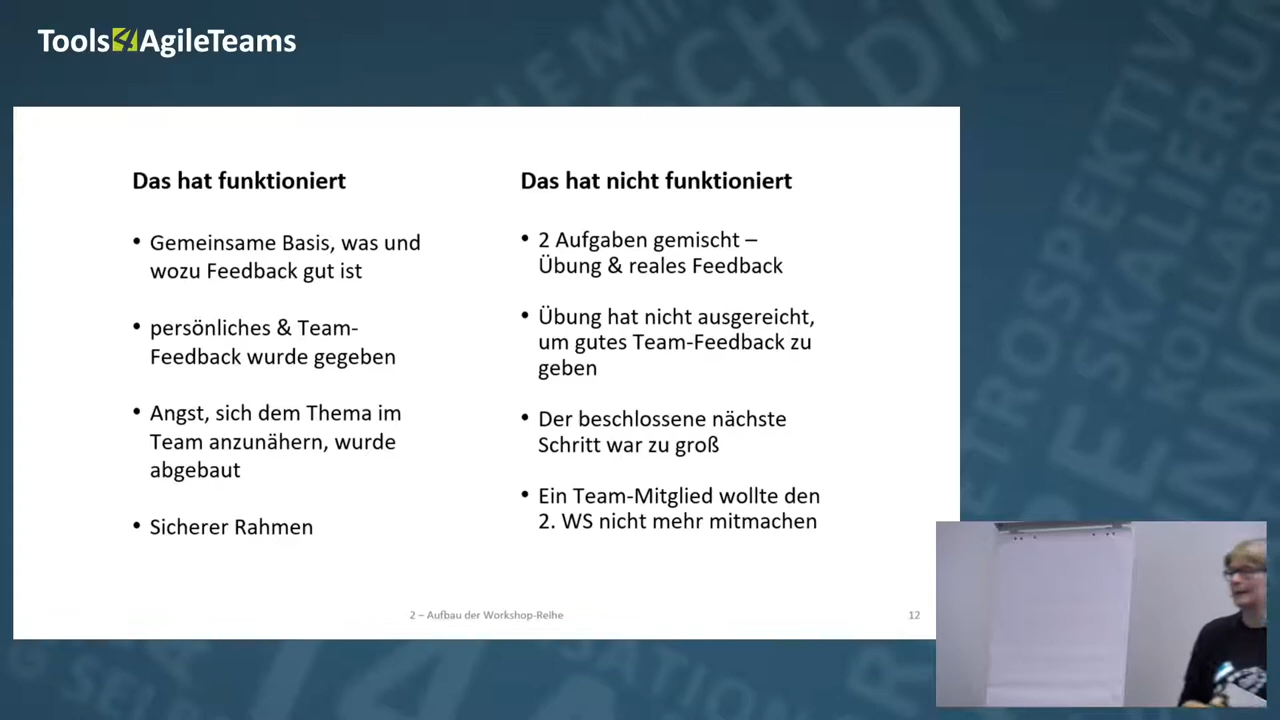 Tools4AgileTeams
Das hat funktioniert
• Gemeinsame Basis, was und
wozu Feedback gut ist
• persönliches & Team-
Feedback wurde gegeben
• Angst, sich dem Thema im
Team anzunähern, wurde
abgebaut
• Sicherer Rahmen
Das hat nicht funktioniert
• 2 Aufgaben gemischt –
Übung & reales Feedback
• Übung hat nicht ausgereicht,
um gutes Team-Feedback zu
geben
• Der beschlossene nächste
Schritt war zu groß
• Ein Team-Mitglied wollte den
2. WS nicht mehr mitmachen
2 – Aufbau der Workshop-Reihe
12